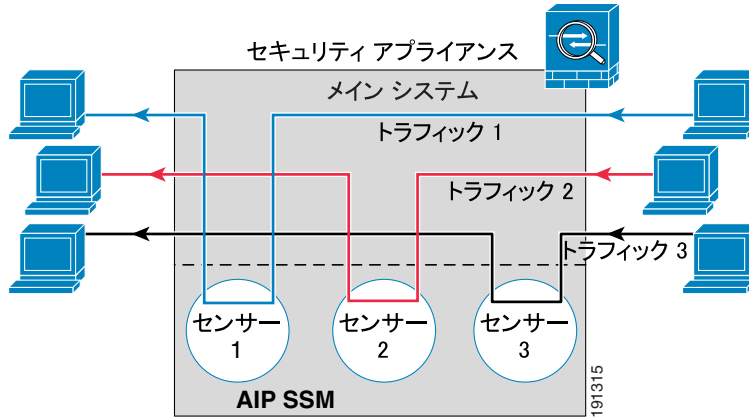 セキュリティ アプライアンス
メイン システム
トラフィック 1
トラフィック 2
トラフィック 3
センサー
1
センサー
2
センサー
3
AIP SSM
191315